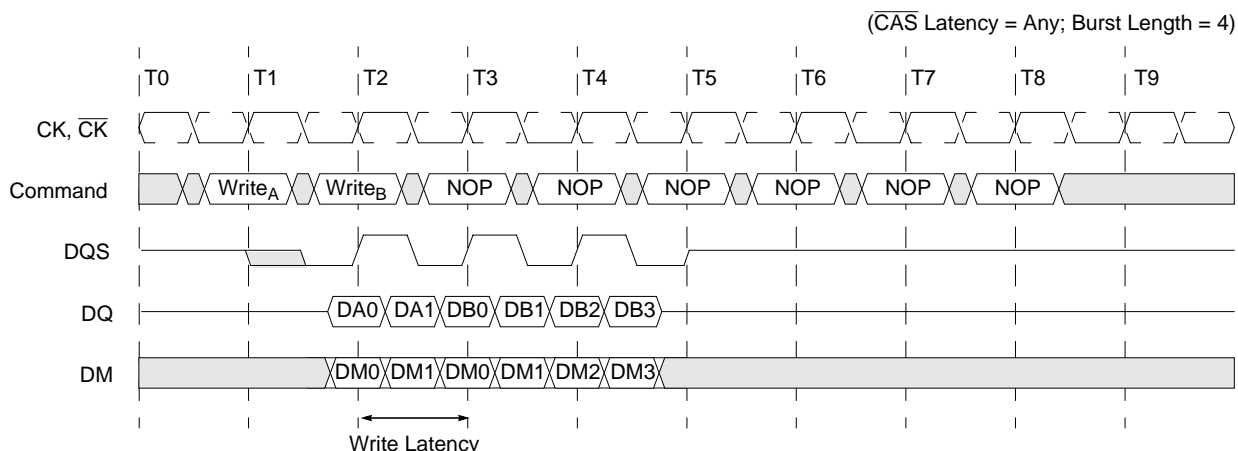 (CAS Latency = Any; Burst Length = 4)
T0 T1 T2 T3 T4 T5 T6 T7 T8 T9
CK, CK
Command WriteA WriteB NOP NOP NOP NOP NOP NOP
DQS
DQ DA0 DA1 DB0 DB1 DB2 DB3
DM DM0 DM1 DM0 DM1 DM2 DM3
Write Latency